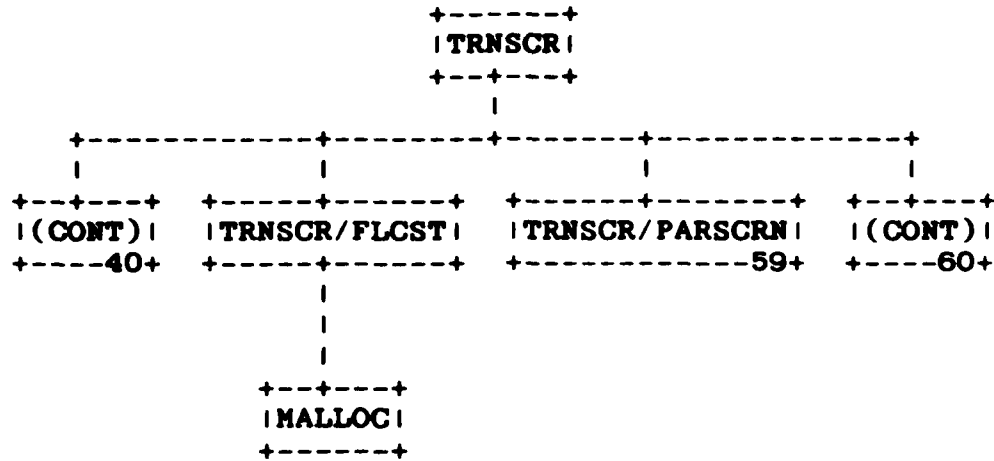 TRNSCR
(CONT) TRNSCR/FLCST TRNSCR/PARSCRN (CONT)
40 59 60
MALLOC